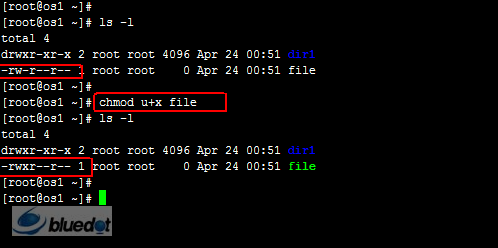 [root@os1 ~]#
[root@os1 ~]# ls -l
total 4
drwxr-xr-x 2 root root 4096 Apr 24 00:51 dir1
-rw-r--r-- 1 root root    0 Apr 24 00:51 file
[root@os1 ~]#
[root@os1 ~]# chmod u+x file
[root@os1 ~]# ls -l
total 4
drwxr-xr-x 2 root root 4096 Apr 24 00:51 dir1
-rwxr--r-- 1 root root    0 Apr 24 00:51 file
[root@os1 ~]#
[root@os1 ~]#
bluedot